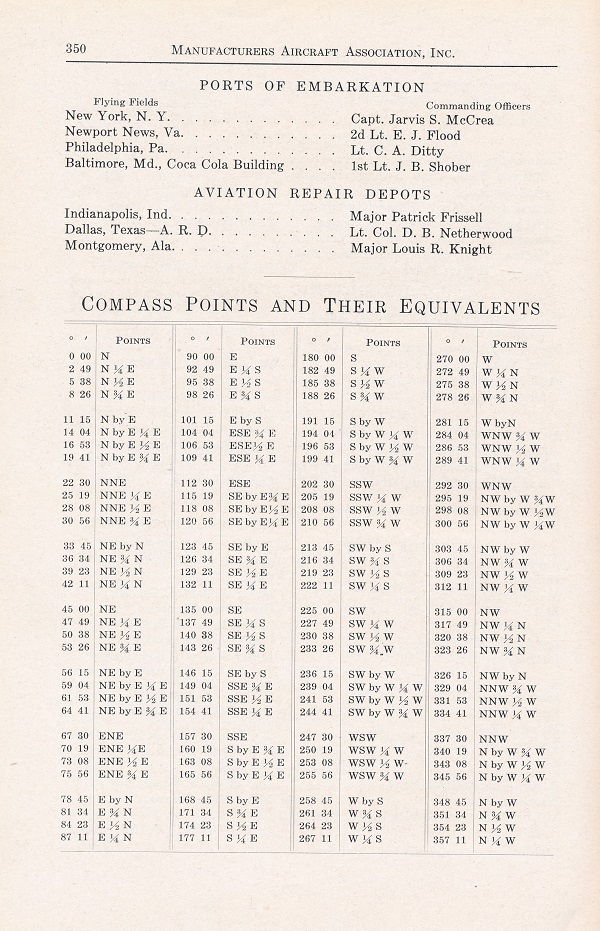 350
MANUFACTURERS AIRCRAFT ASSOCIATION, INC.
PORTS OF EMBARKATION
Flying Fields Commanding Officers
New York, N. Y. . . . . . . . . . . . . Capt. Jarvis S. McCrea
Newport News, Va. . . . . . . . . . . . 2d Lt. E. J. Flood
Philadelphia, Pa. . . . . . . . . . . . . Lt. C. A. Ditty
Baltimore, Md., Coca Cola Building . . . . 1st Lt. J. B. Shober
AVIATION REPAIR DEPOTS
Indianapolis, Ind. . . . . . . . . . . . . Major Patrick Frissell
Dallas, Texas—A. R. D. . . . . . . . . . Lt. Col. D. B. Netherwood
Montgomery, Ala. . . . . . . . . . . . . Major Louis R. Knight
COMPASS POINTS AND THEIR EQUIVALENTS
° ′ POINTS ° ′ POINTS ° ′ POINTS ° ′ POINTS
0 00 N 90 00 E 180 00 S 270 00 W
2 49 N ¼ E 92 49 E ¼ S 182 49 S ¼ W 272 49 W ¼ N
5 38 N ½ E 95 38 E ½ S 185 38 S ½ W 275 38 W ½ N
8 26 N ¾ E 98 26 E ¾ S 188 26 S ¾ W 278 26 W ¾ N
11 15 N by E 101 15 E by S 191 15 S by W 281 15 W byN
14 04 N by E ¼ E 104 04 ESE ¾ E 194 04 S by W ¼ W 284 04 WNW ¾ W
16 53 N by E ½ E 106 53 ESE½ E 196 53 S by W ½ W 286 53 WNW ½ W
19 41 N by E ¾ E 109 41 ESE ¼ E 199 41 S by W ¾ W 289 41 WNW ¼ W
22 30 NNE 112 30 ESE 202 30 SSW 292 30 WNW
25 19 NNE ¼ E 115 19 SE by E¾ E 205 19 SSW ¼ W 295 19 NW by W ¾W
28 08 NNE ½ E 118 08 SE by E½ E 208 08 SSW ½ W 298 08 NW by W ½W
30 56 NNE ¾ E 120 56 SE by E¼ E 210 56 SSW ¾ W 300 56 NW by W ¼W
33 45 NE by N 123 45 SE by E 213 45 SW by S 303 45 NW by W
36 34 NE ¾ N 126 34 SE ¾ E 216 34 SW ¾ S 306 34 NW ¾ W
39 23 NE ½ N 129 23 SE ½ E 219 23 SW ½ S 309 23 NW ½ W
42 11 NE ¼ N 132 11 SE ¼ E 222 11 SW ¼ S 312 11 NW ¼ W
45 00 NE 135 00 SE 225 00 SW 315 00 NW
47 49 NE ¼ E 137 49 SE ¼ S 227 49 SW ¼ W 317 49 NW ¼ N
50 38 NE ½ E 140 38 SE ½ S 230 38 SW ½ W 320 38 NW ½ N
53 26 NE ¾ E 143 26 SE ¾ S 233 26 SW ¾ W 323 26 NW ¾ N
56 15 NE by E 146 15 SE by S 236 15 SW by W 326 15 NW by N
59 04 NE by E ¼ E 149 04 SSE ¾ E 239 04 SW by W ¼ W 329 04 NNW ¾ W
61 53 NE by E ½ E 151 53 SSE ½ E 241 53 SW by W ½ W 331 53 NNW ½ W
64 41 NE by E ¾ E 154 41 SSE ¼ E 244 41 SW by W ¾ W 334 41 NNW ¼ W
67 30 ENE 157 30 SSE 247 30 WSW 337 30 NNW
70 19 ENE ¼E 160 19 S by E ¾ E 250 19 WSW ¼ W 340 19 N by W ¾ W
73 08 ENE ½ E 163 08 S by E ½ E 253 08 WSW ½ W 343 08 N by W ½ W
75 56 ENE ¾ E 165 56 S by E ¼ E 255 56 WSW ¾ W 345 56 N by W ¼ W
78 45 E by N 168 45 S by E 258 45 W by S 348 45 N by W
81 34 E ¾ N 171 34 S ¾ E 261 34 W ¾ S 351 34 N ¾ W
84 23 E ½ N 174 23 S ½ E 264 23 W ½ S 354 23 N ½ W
87 11 E ¼ N 177 11 S ¼ E 267 11 W ¼ S 357 11 N ¼ W